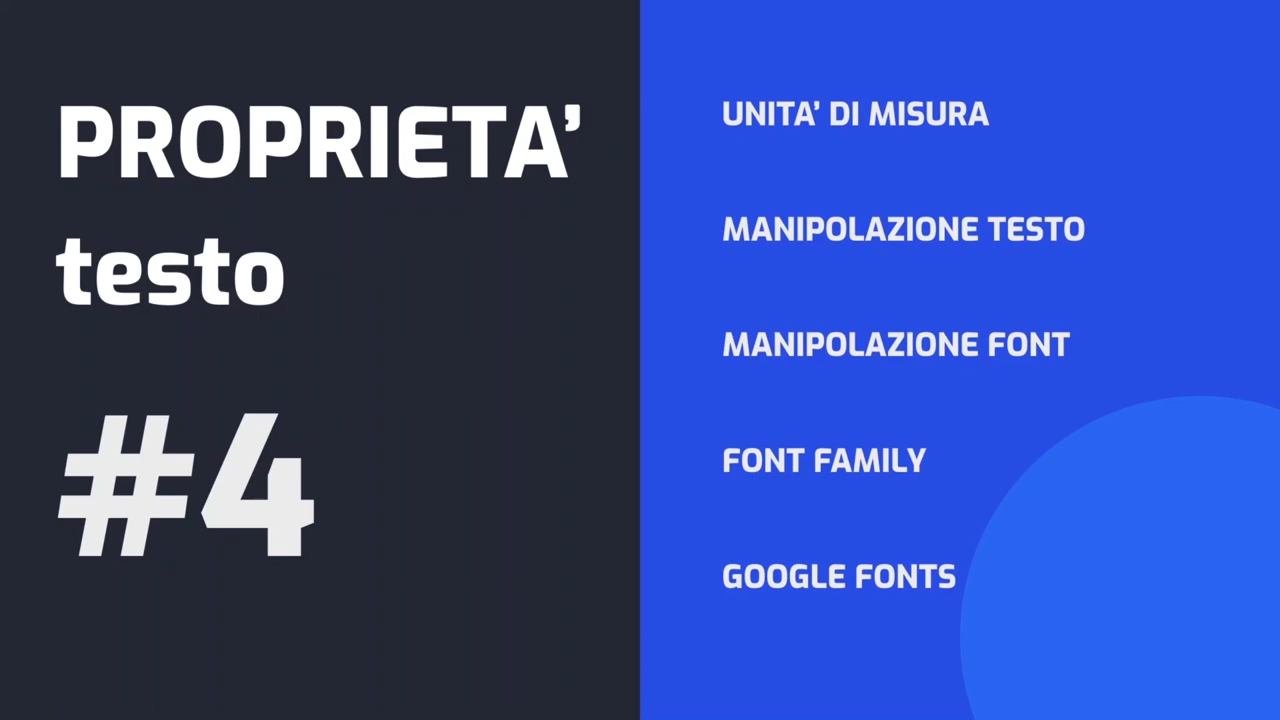 PROPRIETA’
testo
#4
UNITA’ DI MISURA
MANIPOLAZIONE TESTO
MANIPOLAZIONE FONT
FONT FAMILY
GOOGLE FONTS